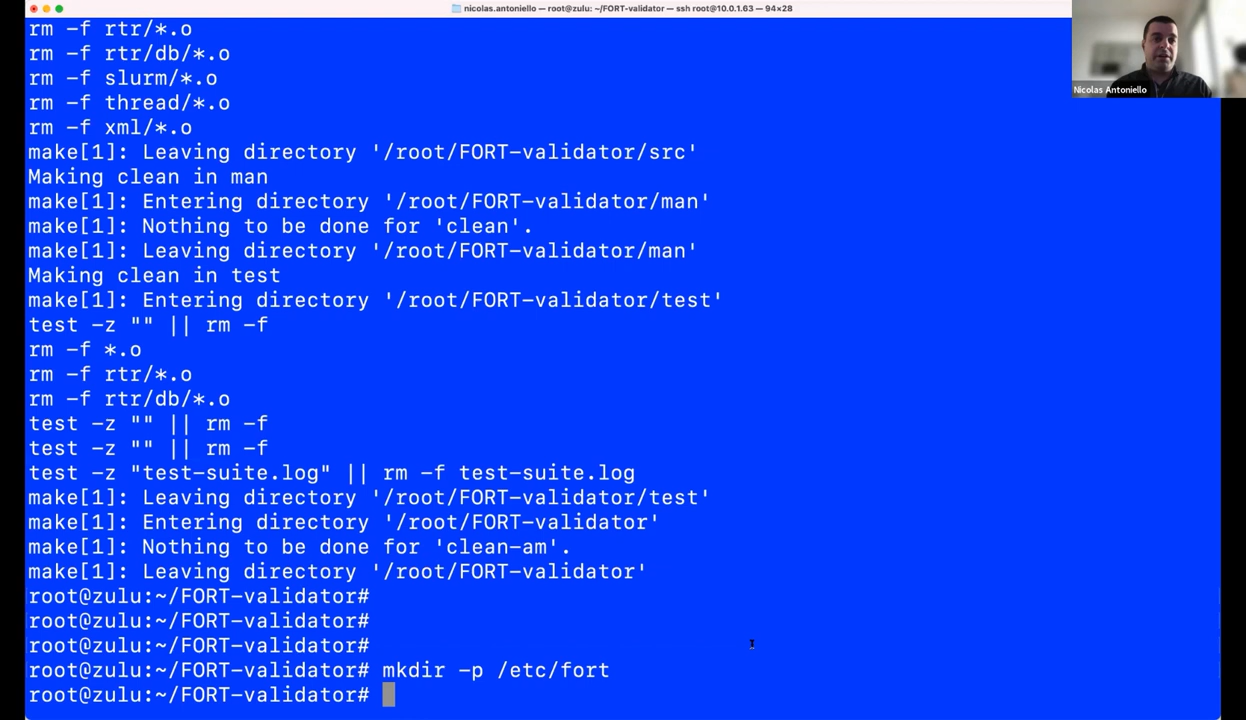 nicolas.antoniello — root@zulu: ~/FORT-validator — ssh root@10.0.1.63 — 94×28
rm -f rtr/*.o
rm -f rtr/db/*.o
rm -f slurm/*.o
rm -f thread/*.o
rm -f xml/*.o
make[1]: Leaving directory '/root/FORT-validator/src'
Making clean in man
make[1]: Entering directory '/root/FORT-validator/man'
make[1]: Nothing to be done for 'clean'.
make[1]: Leaving directory '/root/FORT-validator/man'
Making clean in test
make[1]: Entering directory '/root/FORT-validator/test'
test -z "" || rm -f
rm -f *.o
rm -f rtr/*.o
rm -f rtr/db/*.o
test -z "" || rm -f
test -z "" || rm -f
test -z "test-suite.log" || rm -f test-suite.log
make[1]: Leaving directory '/root/FORT-validator/test'
make[1]: Entering directory '/root/FORT-validator'
make[1]: Nothing to be done for 'clean-am'.
make[1]: Leaving directory '/root/FORT-validator'
root@zulu:~/FORT-validator#
root@zulu:~/FORT-validator#
root@zulu:~/FORT-validator#
root@zulu:~/FORT-validator# mkdir -p /etc/fort
root@zulu:~/FORT-validator#
Nicolas Antoniello